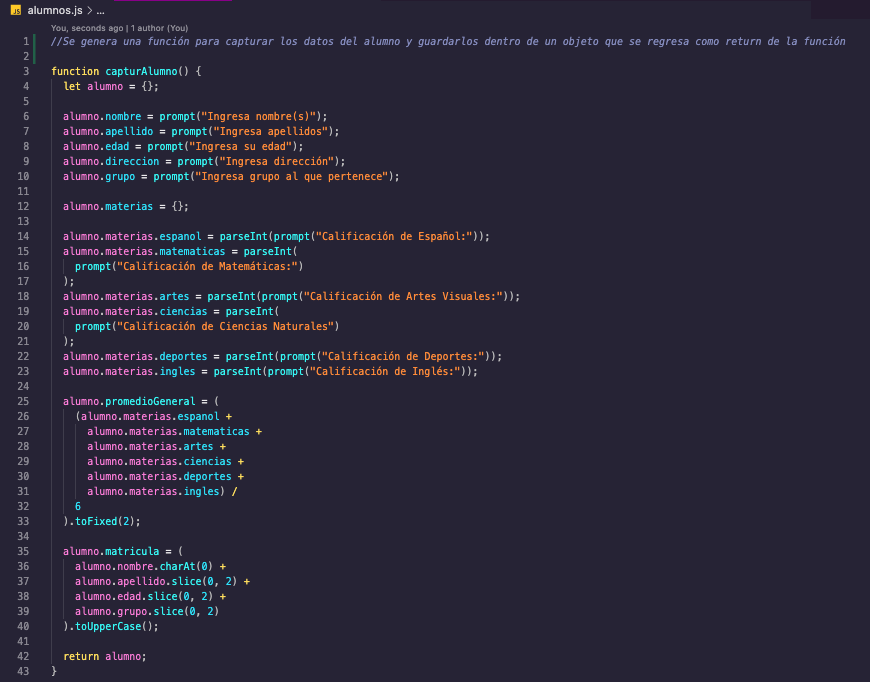 JS alumnos.js > ...
You, seconds ago | 1 author (You)
1 //Se genera una función para capturar los datos del alumno y guardarlos dentro de un objeto que se regresa como return de la función
2
3 function capturAlumno() {
4 let alumno = {};
5
6 alumno.nombre = prompt("Ingresa nombre(s)");
7 alumno.apellido = prompt("Ingresa apellidos");
8 alumno.edad = prompt("Ingresa su edad");
9 alumno.direccion = prompt("Ingresa dirección");
10 alumno.grupo = prompt("Ingresa grupo al que pertenece");
11
12 alumno.materias = {};
13
14 alumno.materias.espanol = parseInt(prompt("Calificación de Español:"));
15 alumno.materias.matematicas = parseInt(
16 prompt("Calificación de Matemáticas:")
17 );
18 alumno.materias.artes = parseInt(prompt("Calificación de Artes Visuales:"));
19 alumno.materias.ciencias = parseInt(
20 prompt("Calificación de Ciencias Naturales")
21 );
22 alumno.materias.deportes = parseInt(prompt("Calificación de Deportes:"));
23 alumno.materias.ingles = parseInt(prompt("Calificación de Inglés:"));
24
25 alumno.promedioGeneral = (
26 (alumno.materias.espanol +
27 alumno.materias.matematicas +
28 alumno.materias.artes +
29 alumno.materias.ciencias +
30 alumno.materias.deportes +
31 alumno.materias.ingles) /
32 6
33 ).toFixed(2);
34
35 alumno.matricula = (
36 alumno.nombre.charAt(0) +
37 alumno.apellido.slice(0, 2) +
38 alumno.edad.slice(0, 2) +
39 alumno.grupo.slice(0, 2)
40 ).toUpperCase();
41
42 return alumno;
43 }